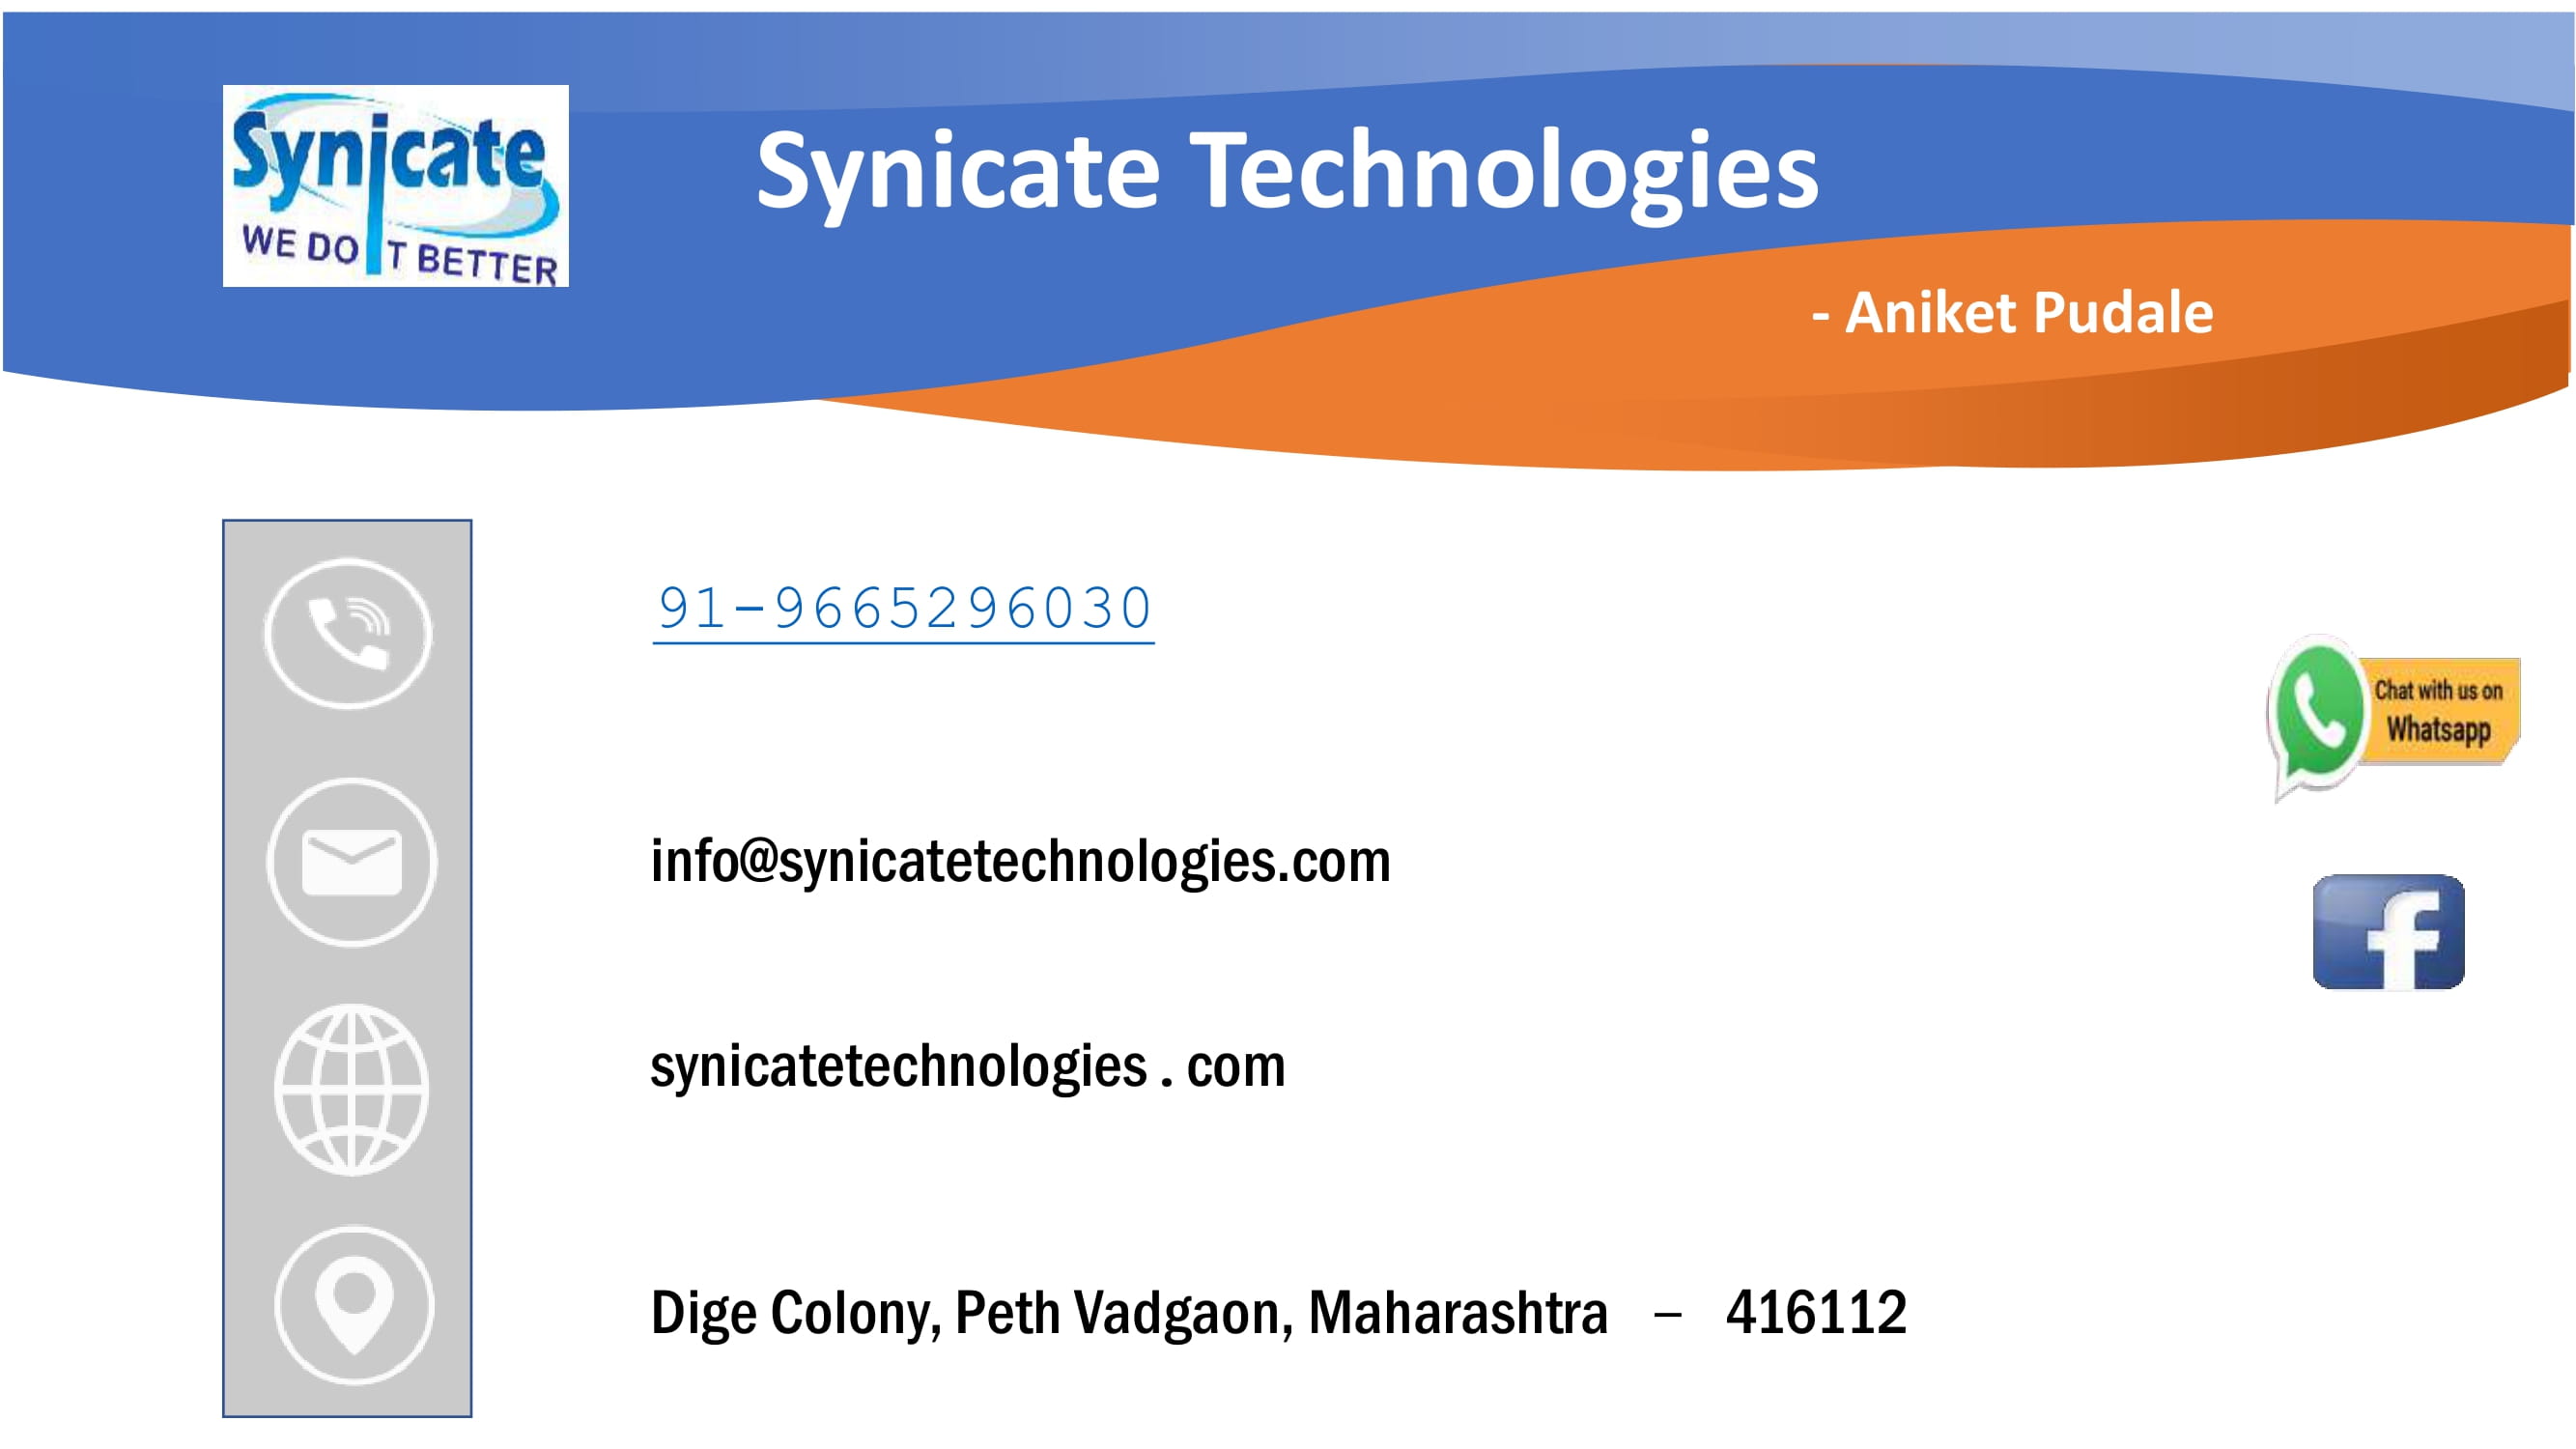 Synicate
WE DO IT BETTER
Synicate Technologies
- Aniket Pudale
91-9665296030
Chat with us on
Whatsapp
info@synicatetechnologies.com
f
synicatetechnologies . com
Dige Colony, Peth Vadgaon, Maharashtra – 416112